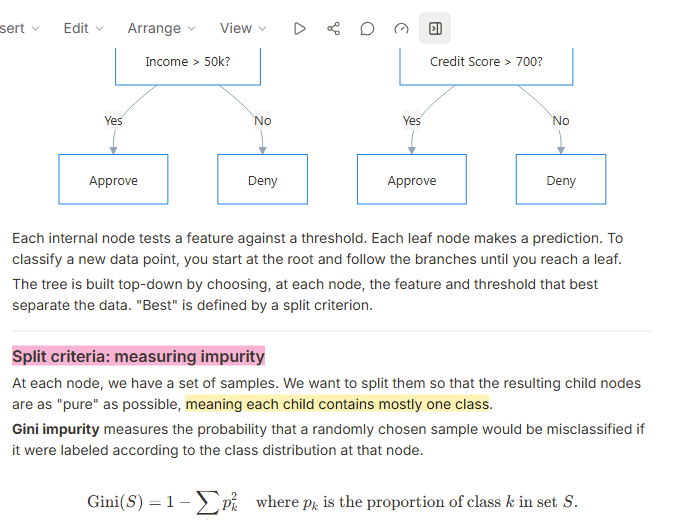 sert Edit Arrange View
Income > 50k? Credit Score > 700?
Yes No Yes No
Approve Deny Approve Deny
Each internal node tests a feature against a threshold. Each leaf node makes a prediction. To
classify a new data point, you start at the root and follow the branches until you reach a leaf.
The tree is built top-down by choosing, at each node, the feature and threshold that best
separate the data. "Best" is defined by a split criterion.
Split criteria: measuring impurity
At each node, we have a set of samples. We want to split them so that the resulting child nodes
are as "pure" as possible, meaning each child contains mostly one class.
Gini impurity measures the probability that a randomly chosen sample would be misclassified if
it were labeled according to the class distribution at that node.
Gini(S) = 1 − ∑ p_k^2 where p_k is the proportion of class k in set S.